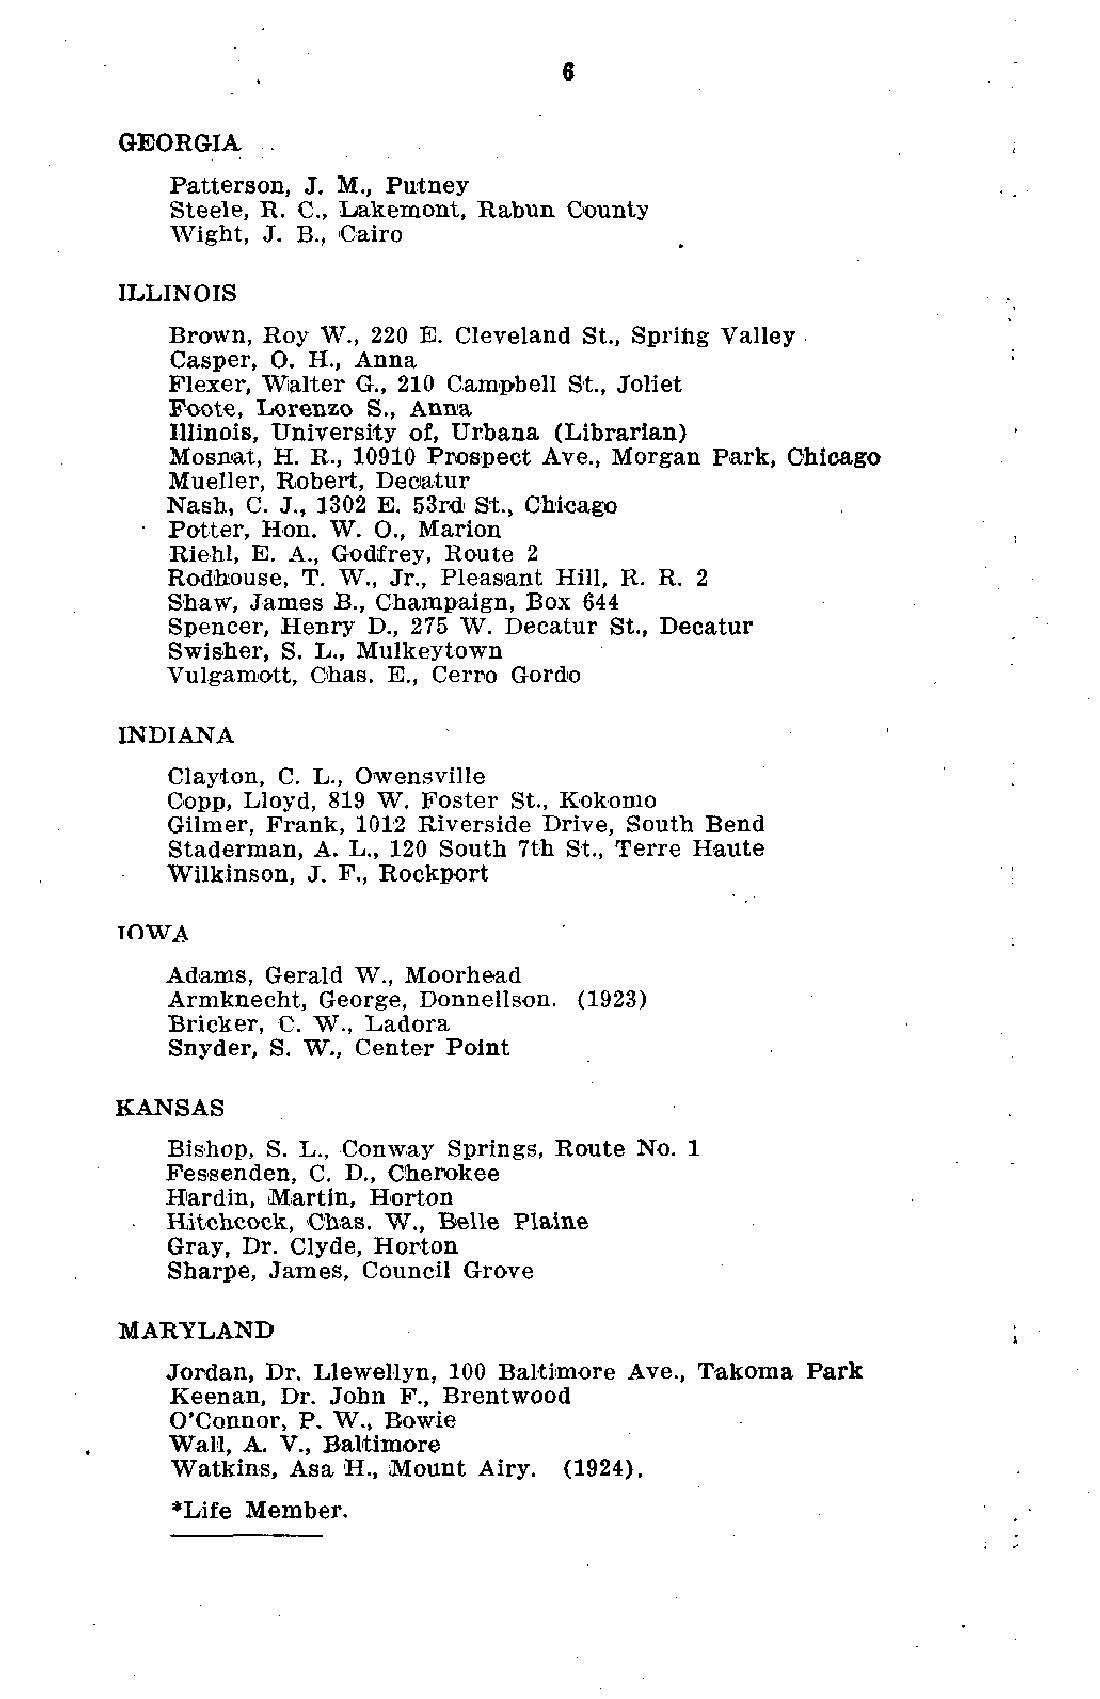 6
GEORGIA
Patterson, J. M., Putney
Steele, R. C., Lakemont, Rabun County
Wight, J. B., Cairo
ILLINOIS
Brown, Roy W., 220 E. Cleveland St., Spring Valley
Casper, O. H., Anna
Flexer, Walter G., 210 Campbell St., Joliet
Foote, Lorenzo S., Anna
Illinois, University of, Urbana (Librarian)
Mosnat, H. R., 10910 Prospect Ave., Morgan Park, Chicago
Mueller, Robert, Decatur
Nash, C. J., 1302 E. 53rd St., Chicago
Potter, Hon. W. O., Marion
Riehl, E. A., Godfrey, Route 2
Rodhouse, T. W., Jr., Pleasant Hill, R. R. 2
Shaw, James B., Champaign, Box 644
Spencer, Henry D., 275 W. Decatur St., Decatur
Swisher, S. L., Mulkeytown
Vulgamott, Chas. E., Cerro Gordo
INDIANA
Clayton, C. L., Owensville
Copp, Lloyd, 819 W. Foster St., Kokomo
Gilmer, Frank, 1012 Riverside Drive, South Bend
Staderman, A. L., 120 South 7th St., Terre Haute
Wilkinson, J. F., Rockport
IOWA
Adams, Gerald W., Moorhead
Armknecht, George, Donnellson. (1923)
Bricker, C. W., Ladora
Snyder, S. W., Center Point
KANSAS
Bishop, S. L., Conway Springs, Route No. 1
Fessenden, C. D., Cherokee
Hardin, Martin, Horton
Hitchcock, Chas. W., Belle Plaine
Gray, Dr. Clyde, Horton
Sharpe, James, Council Grove
MARYLAND
Jordan, Dr. Llewellyn, 100 Baltimore Ave., Takoma Park
Keenan, Dr. John F., Brentwood
O'Connor, P. W., Bowie
Wall, A. V., Baltimore
Watkins, Asa H., Mount Airy. (1924).
*Life Member.